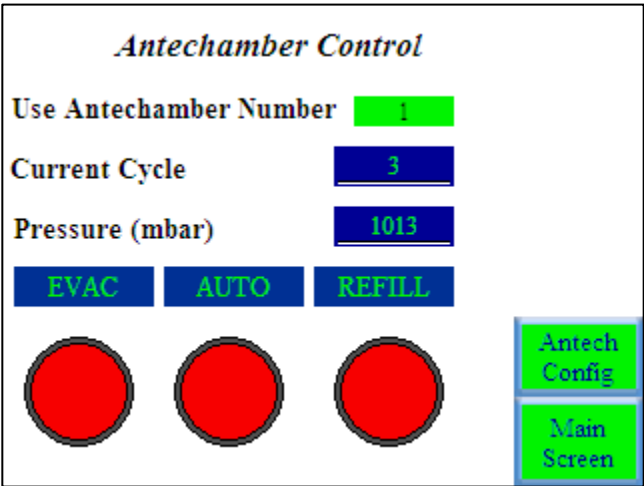 Antechamber Control
Use Antechamber Number 1
Current Cycle 3
Pressure (mbar) 1013
EVAC AUTO REFILL
Antech
Config
Main
Screen